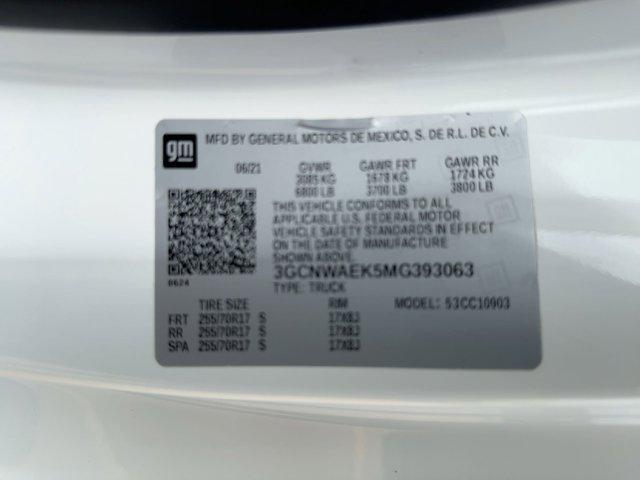 gm
MFD BY GENERAL MOTORS DE MEXICO, S. DE R.L. DE C.V.
06/21 GVWR GAWR FRT GAWR RR
3085 KG 1678 KG 1724 KG
6800 LB 3700 LB 3800 LB
THIS VEHICLE CONFORMS TO ALL
APPLICABLE U.S. FEDERAL MOTOR
VEHICLE SAFETY STANDARDS IN EFFECT
ON THE DATE OF MANUFACTURE SHOWN
ABOVE.
3GCNWAEK5MG393063
0624
TYPE: TRUCK MODEL: 53CC10903
TIRE SIZE RIM
FRT 255/70R17 S 17X8J
RR 255/70R17 S 17X8J
SPA 255/70R17 S 17X8J